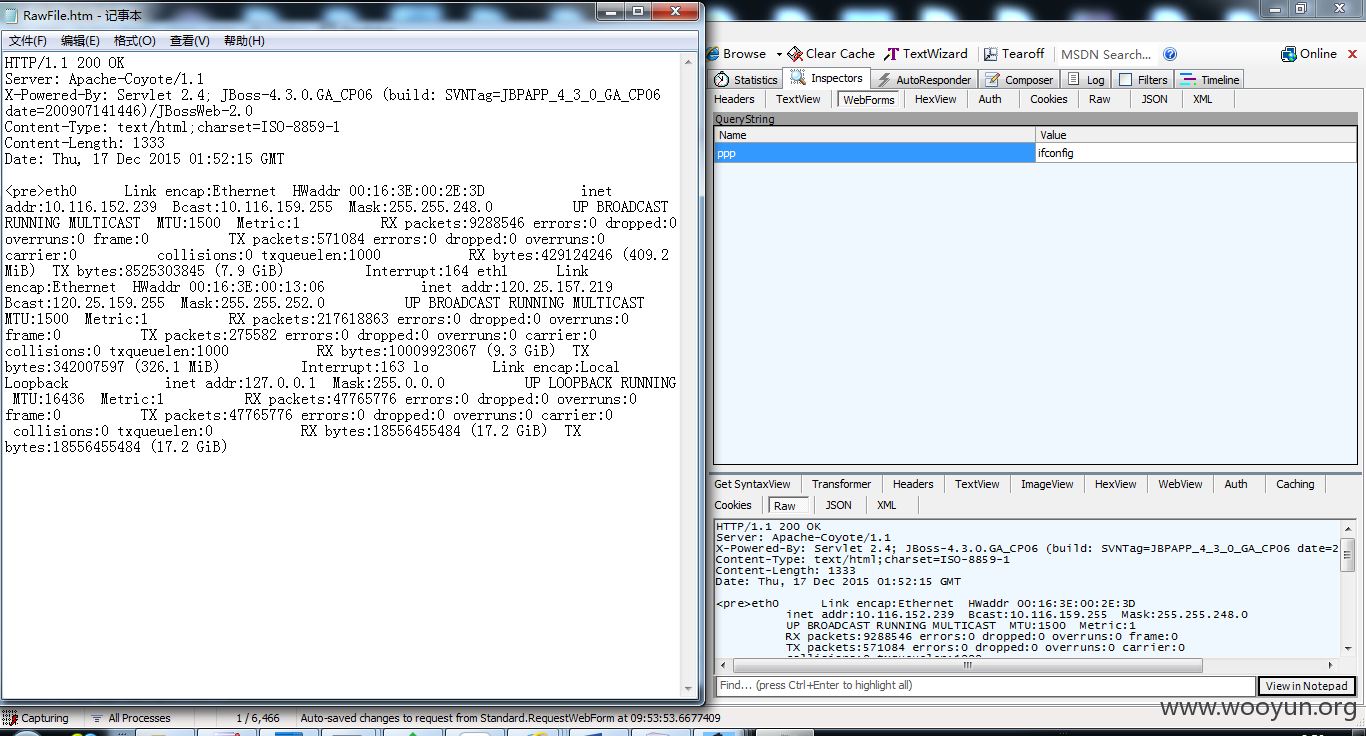 RawFile.htm - 记事本
文件(F) 编辑(E) 格式(O) 查看(V) 帮助(H)
HTTP/1.1 200 OK
Server: Apache-Coyote/1.1
X-Powered-By: Servlet 2.4; JBoss-4.3.0.GA_CP06 (build: SVNTag=JBPAPP_4_3_0_GA_CP06
date=200907141446)/JBossWeb-2.0
Content-Type: text/html;charset=ISO-8859-1
Content-Length: 1333
Date: Thu, 17 Dec 2015 01:52:15 GMT
<pre>eth0 Link encap:Ethernet HWaddr 00:16:3E:00:2E:3D inet
addr:10.116.152.239 Bcast:10.116.159.255 Mask:255.255.248.0 UP BROADCAST
RUNNING MULTICAST MTU:1500 Metric:1 RX packets:9288546 errors:0 dropped:0
overruns:0 frame:0 TX packets:571084 errors:0 dropped:0 overruns:0
carrier:0 collisions:0 txqueuelen:1000 RX bytes:429124246 (409.2
MiB) TX bytes:8525303845 (7.9 GiB) Interrupt:164 eth1 Link
encap:Ethernet HWaddr 00:16:3E:00:13:06 inet addr:120.25.157.219
Bcast:120.25.159.255 Mask:255.255.252.0 UP BROADCAST RUNNING MULTICAST
MTU:1500 Metric:1 RX packets:217618863 errors:0 dropped:0 overruns:0
frame:0 TX packets:275582 errors:0 dropped:0 overruns:0 carrier:0
collisions:0 txqueuelen:1000 RX bytes:10009923067 (9.3 GiB) TX
bytes:342007597 (326.1 MiB) Interrupt:163 lo Link encap:Local
Loopback inet addr:127.0.0.1 Mask:255.0.0.0 UP LOOPBACK RUNNING
MTU:16436 Metric:1 RX packets:47765776 errors:0 dropped:0 overruns:0
frame:0 TX packets:47765776 errors:0 dropped:0 overruns:0 carrier:0
collisions:0 txqueuelen:0 RX bytes:18556455484 (17.2 GiB) TX
bytes:18556455484 (17.2 GiB)
Browse Clear Cache TextWizard Tearoff MSDN Search... Online
Statistics Inspectors AutoResponder Composer Log Filters Timeline
Headers TextView WebForms HexView Auth Cookies Raw JSON XML
QueryString
Name Value
ppp ifconfig
Get SyntaxView Transformer Headers TextView ImageView HexView WebView Auth Caching
Cookies Raw JSON XML
HTTP/1.1 200 OK
Server: Apache-Coyote/1.1
X-Powered-By: Servlet 2.4; JBoss-4.3.0.GA_CP06 (build: SVNTag=JBPAPP_4_3_0_GA_CP06 date=2
Content-Type: text/html;charset=ISO-8859-1
Content-Length: 1333
Date: Thu, 17 Dec 2015 01:52:15 GMT
<pre>eth0 Link encap:Ethernet HWaddr 00:16:3E:00:2E:3D
inet addr:10.116.152.239 Bcast:10.116.159.255 Mask:255.255.248.0
UP BROADCAST RUNNING MULTICAST MTU:1500 Metric:1
RX packets:9288546 errors:0 dropped:0 overruns:0 frame:0
TX packets:571084 errors:0 dropped:0 overruns:0 carrier:0
collisions:0 txqueuelen:1000
Find... (press Ctrl+Enter to highlight all) View in Notepad
Capturing All Processes 1 / 6,466 Auto-saved changes to request from Standard.RequestWebForm at 09:53:53.6677409
www.wooyun.org